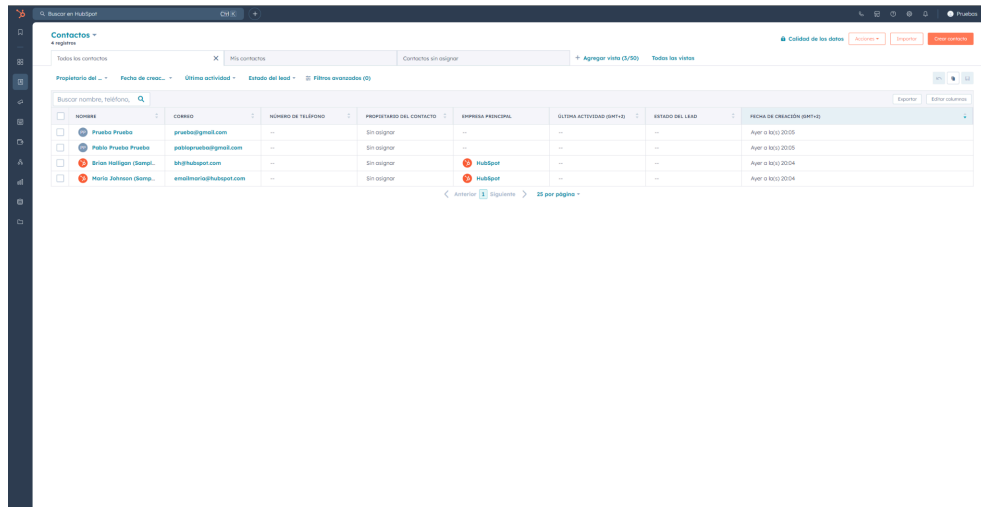 Buscar en HubSpot Ctrl K +
Pruebas
Contactos
4 registros
Calidad de los datos Acciones Importar Crear contacto
Todos los contactos X Mis contactos Contactos sin asignar + Agregar vista (3/50) Todas las vistas
Propietario del ... Fecha de creac... Última actividad Estado del lead Filtros avanzados (0)
Buscar nombre, teléfono, Exportar Editar columnas
NOMBRE CORREO NÚMERO DE TELÉFONO PROPIETARIO DEL CONTACTO EMPRESA PRINCIPAL ÚLTIMA ACTIVIDAD (GMT+2) ESTADO DEL LEAD FECHA DE CREACIÓN (GMT+2)
Prueba Prueba prueba@gmail.com -- Sin asignar -- -- -- Ayer a la(s) 20:05
Pablo Prueba Prueba pabloprueba@gmail.com -- Sin asignar -- -- -- Ayer a la(s) 20:05
Brian Halligan (Sampl... bh@hubspot.com -- Sin asignar HubSpot -- -- Ayer a la(s) 20:04
Maria Johnson (Samp... emailmaria@hubspot.com -- Sin asignar HubSpot -- -- Ayer a la(s) 20:04
Anterior 1 Siguiente 25 por página